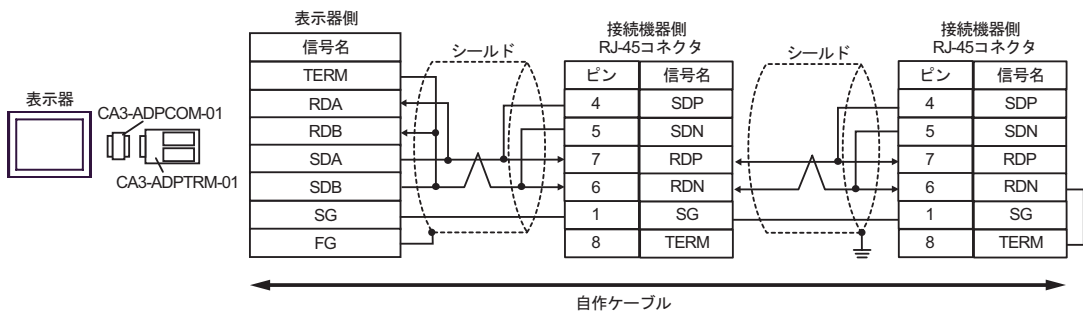 表示器
CA3-ADPCOM-01
CA3-ADPTRM-01
表示器側
信号名
TERM
RDA
RDB
SDA
SDB
SG
FG
シールド
接続機器側
RJ-45コネクタ
ピン 信号名
4 SDP
5 SDN
7 RDP
6 RDN
1 SG
8 TERM
シールド
接続機器側
RJ-45コネクタ
ピン 信号名
4 SDP
5 SDN
7 RDP
6 RDN
1 SG
8 TERM
自作ケーブル